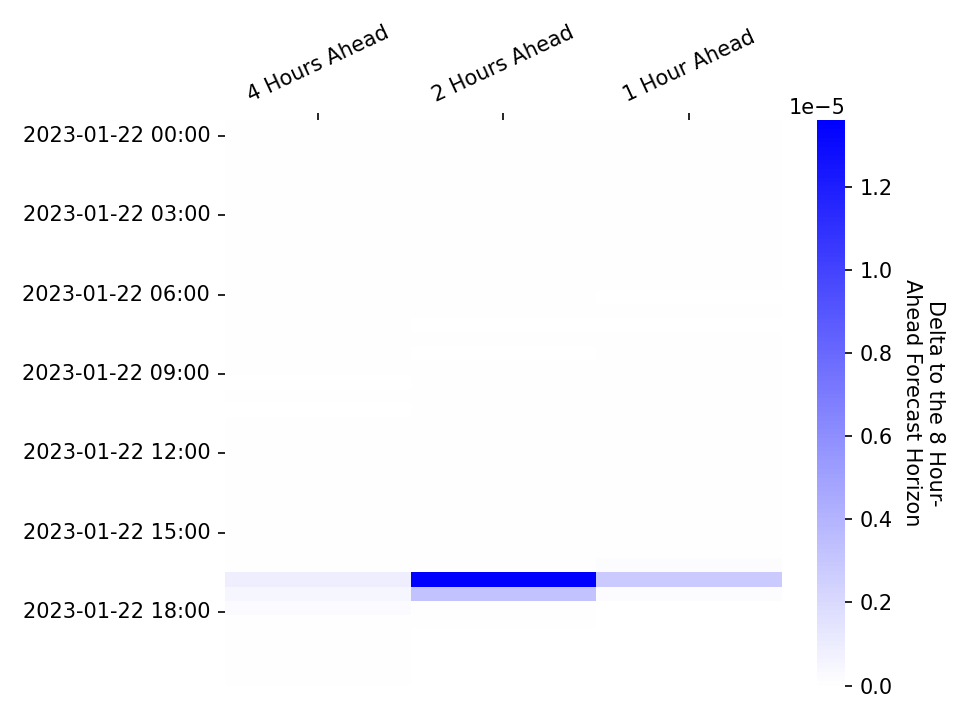 4 Hours Ahead
2 Hours Ahead
1 Hour Ahead
1e−5
2023-01-22 00:00
2023-01-22 03:00
2023-01-22 06:00
2023-01-22 09:00
2023-01-22 12:00
2023-01-22 15:00
2023-01-22 18:00
1.2
1.0
0.8
0.6
0.4
0.2
0.0
Delta to the 8 Hour-
Ahead Forecast Horizon